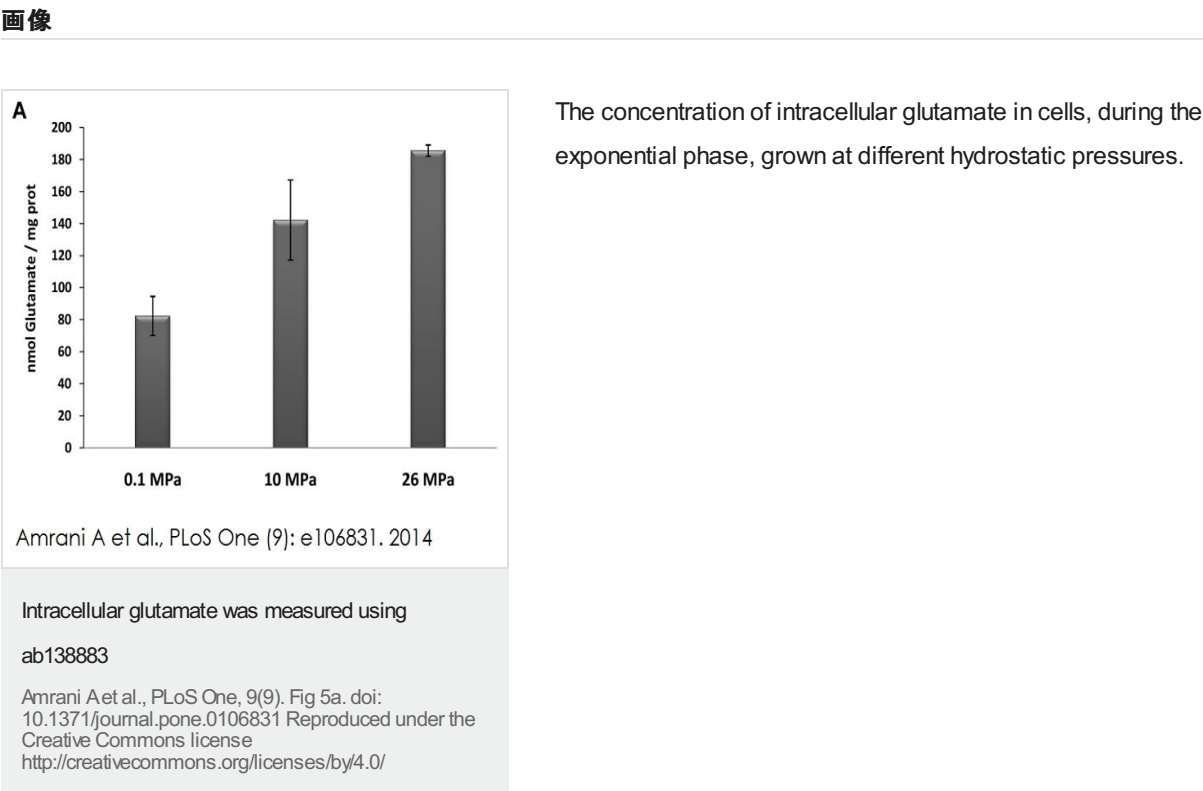 画像
A
200
180
160
140
120
100
80
60
40
20
0
nmol Glutamate / mg prot
0.1 MPa 10 MPa 26 MPa
Amrani A et al., PLoS One (9): e106831. 2014
Intracellular glutamate was measured using
ab138883
Amrani A et al., PLoS One, 9(9). Fig 5a. doi:
10.1371/journal.pone.0106831 Reproduced under the
Creative Commons license
http://creativecommons.org/licenses/by/4.0/
The concentration of intracellular glutamate in cells, during the
exponential phase, grown at different hydrostatic pressures.